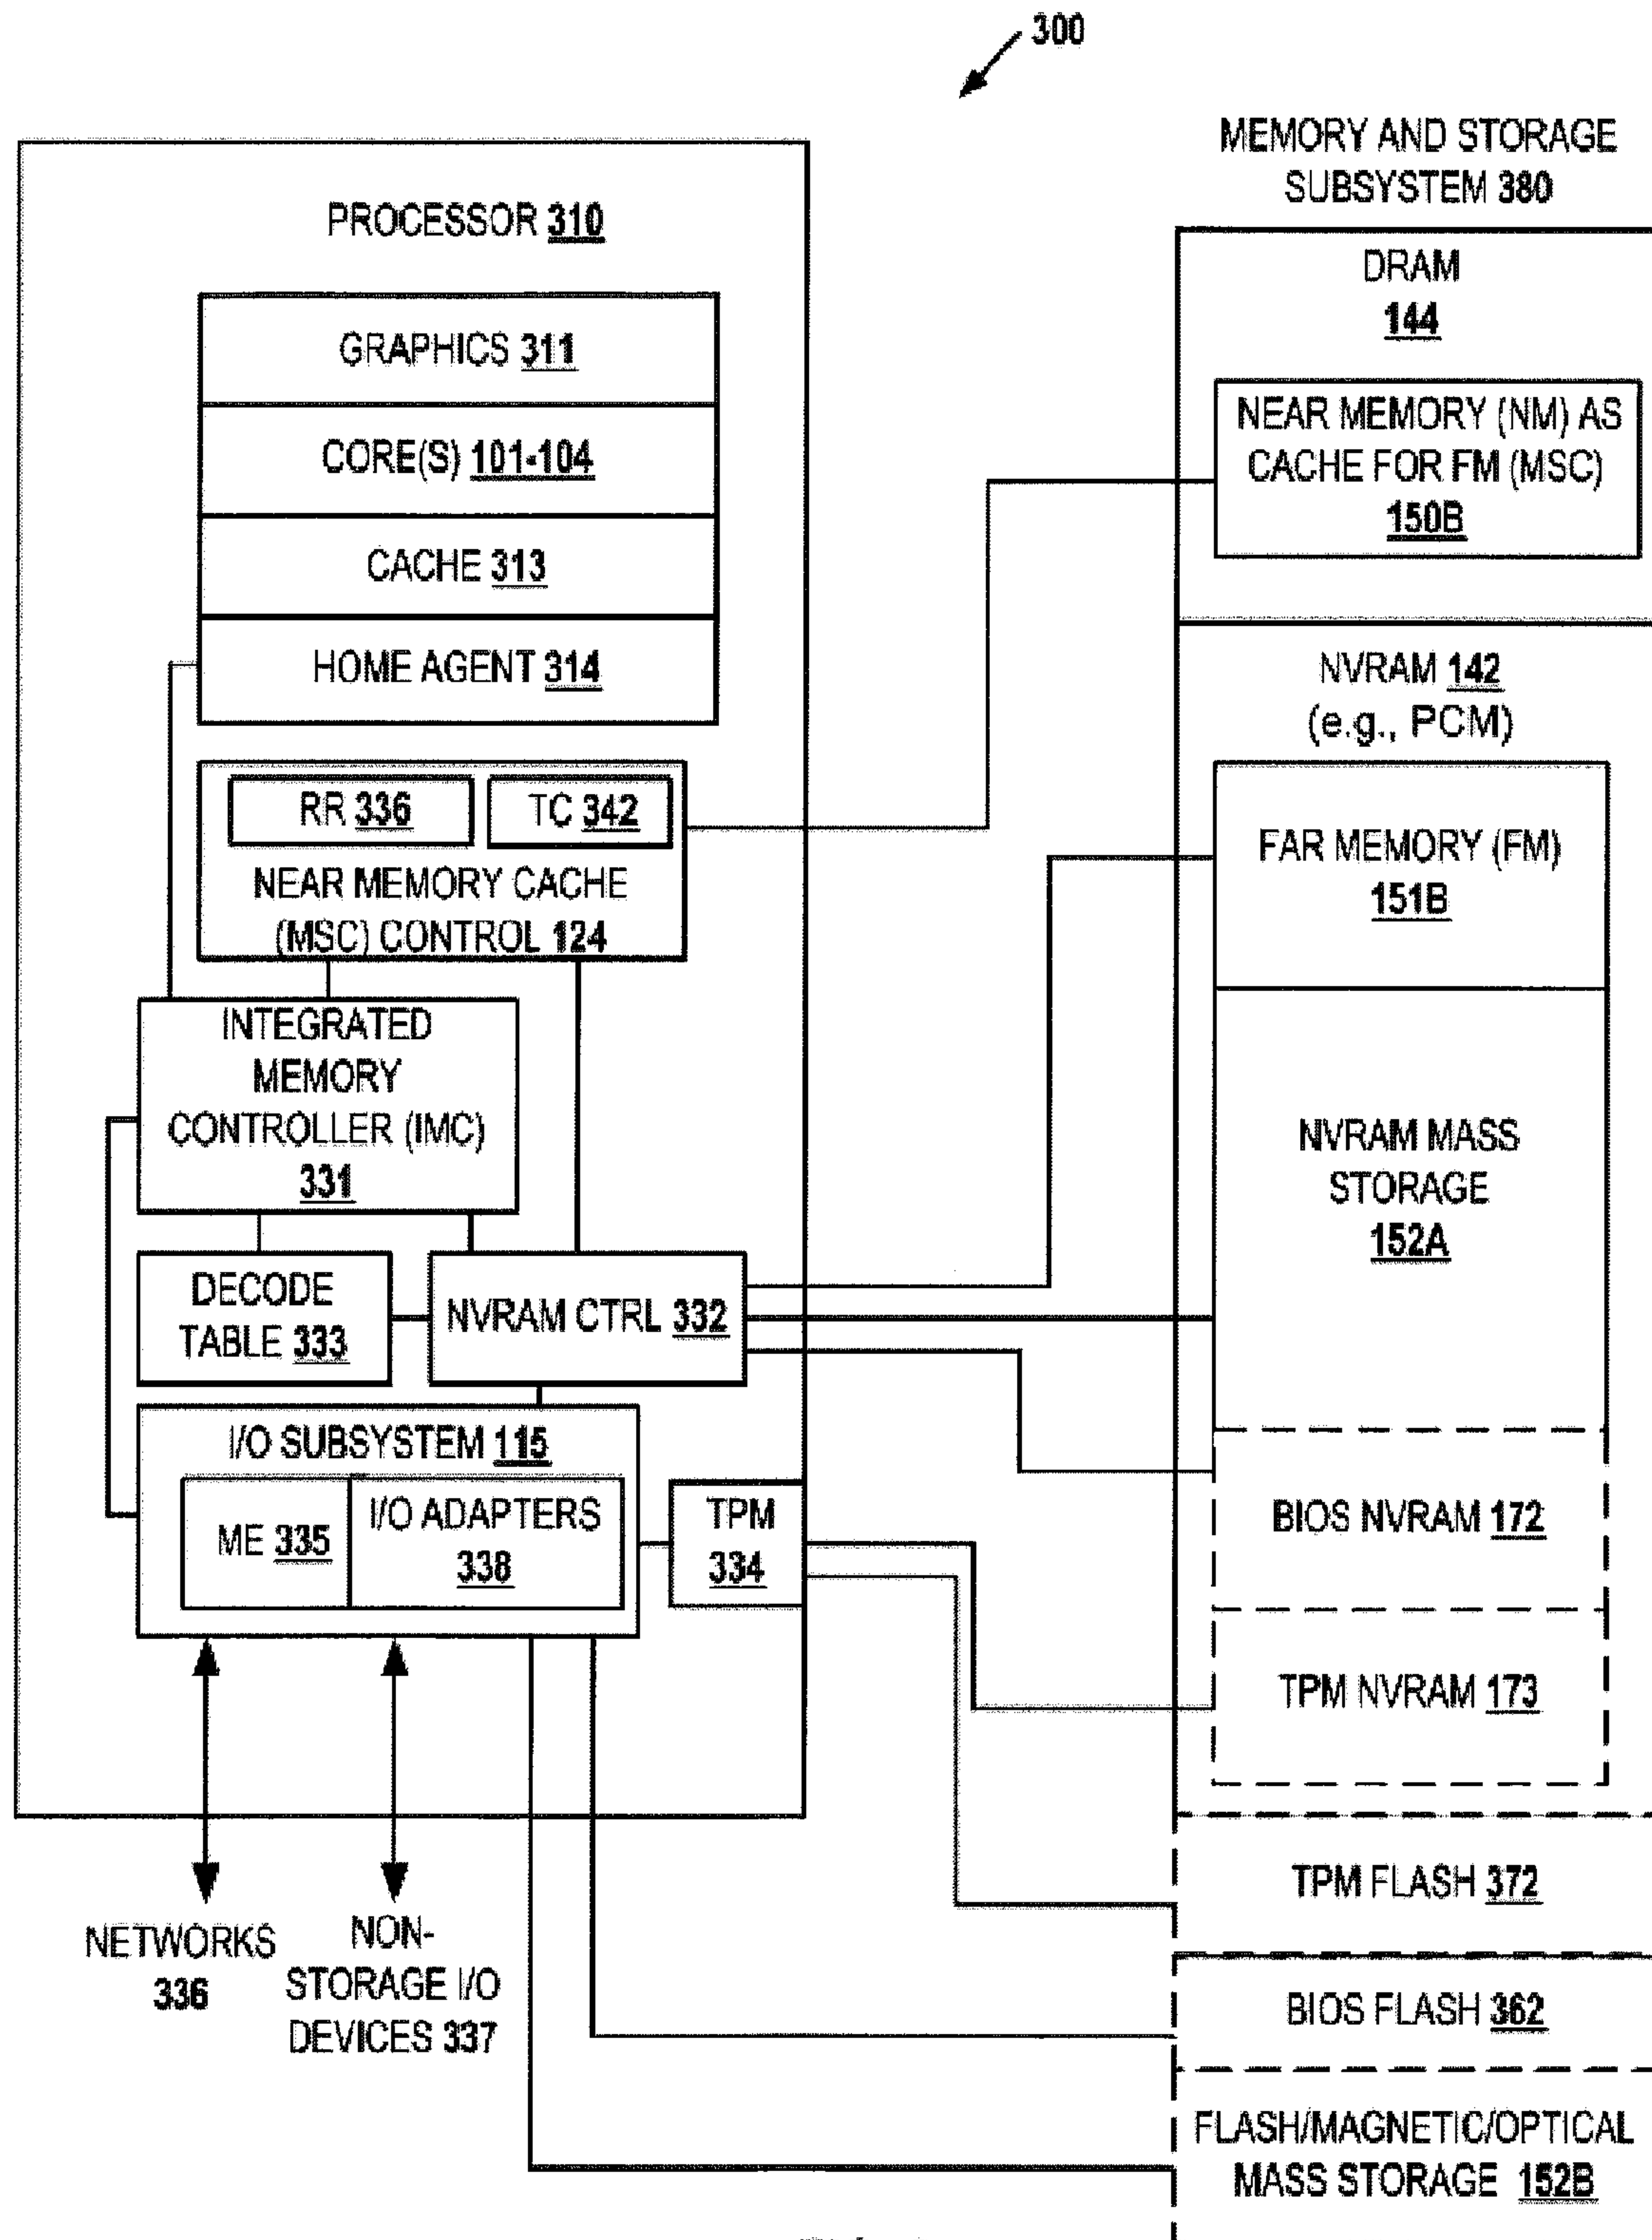 300
PROCESSOR 310
GRAPHICS 311
CORE(S) 101-104
CACHE 313
HOME AGENT 314
RR 336
TC 342
NEAR MEMORY CACHE
(MSC) CONTROL 124
INTEGRATED
MEMORY
CONTROLLER (IMC)
331
DECODE
TABLE 333
NVRAM CTRL 332
I/O SUBSYSTEM 115
ME 335
I/O ADAPTERS
338
TPM
334
NETWORKS
336
NON-
STORAGE I/O
DEVICES 337
MEMORY AND STORAGE
SUBSYSTEM 380
DRAM
144
NEAR MEMORY (NM) AS
CACHE FOR FM (MSC)
150B
NVRAM 142
(e.g., PCM)
FAR MEMORY (FM)
151B
NVRAM MASS
STORAGE
152A
BIOS NVRAM 172
TPM NVRAM 173
TPM FLASH 372
BIOS FLASH 362
FLASH/MAGNETIC/OPTICAL
MASS STORAGE 152B